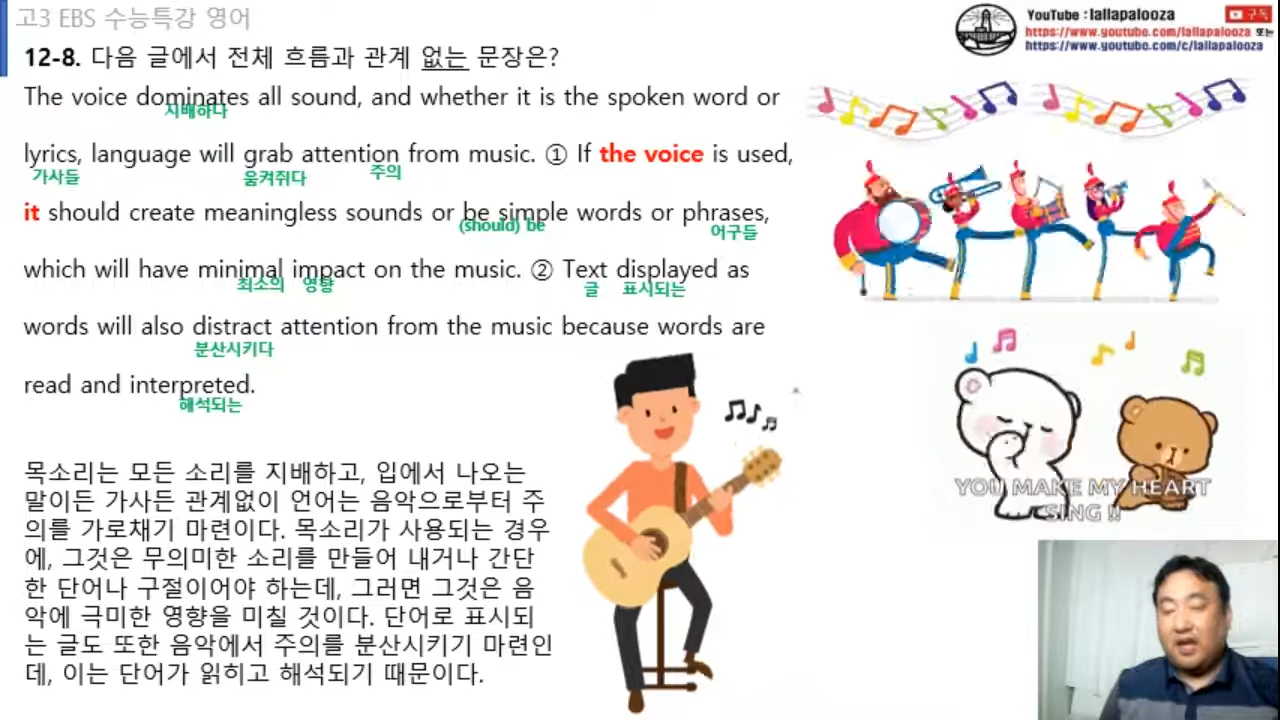 고3 EBS 수능특강 영어
YouTube : lallapalooza
구독
https://www.youtube.com/lallapalooza 또는
https://www.youtube.com/c/lallapalooza
12-8. 다음 글에서 전체 흐름과 관계 없는 문장은?
The voice dominates all sound, and whether it is the spoken word or
지배하다
lyrics, language will grab attention from music. ① If the voice is used,
가사들 움켜쥐다 주의
it should create meaningless sounds or be simple words or phrases,
(should) be 어구들
which will have minimal impact on the music. ② Text displayed as
최소의 영향 글 표시되는
words will also distract attention from the music because words are
분산시키다
read and interpreted.
해석되는
목소리는 모든 소리를 지배하고, 입에서 나오는
말이든 가사든 관계없이 언어는 음악으로부터 주
의를 가로채기 마련이다. 목소리가 사용되는 경우
에, 그것은 무의미한 소리를 만들어 내거나 간단
한 단어나 구절이어야 하는데, 그러면 그것은 음
악에 극미한 영향을 미칠 것이다. 단어로 표시되
는 글도 또한 음악에서 주의를 분산시키기 마련인
데, 이는 단어가 읽히고 해석되기 때문이다.
YOU MAKE MY HEART
SING !!